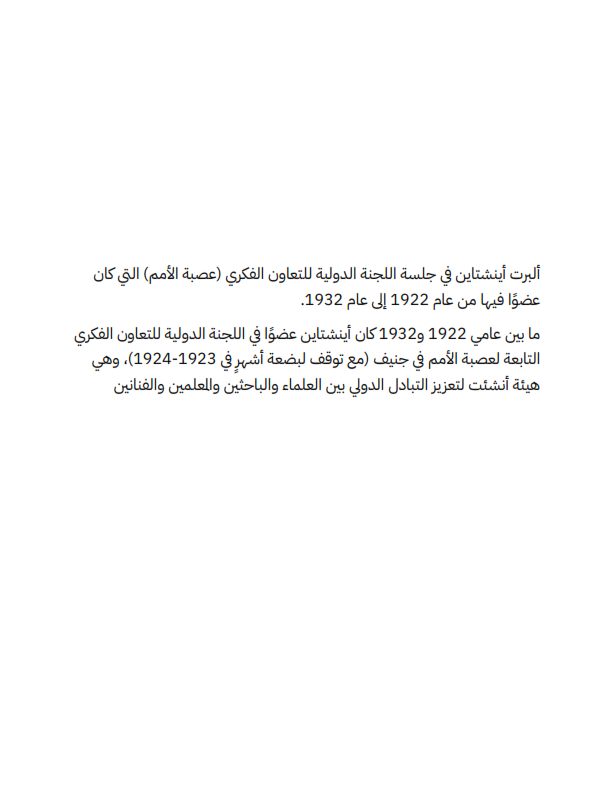 ألبرت أينشتاين في جلسة اللجنة الدولية للتعاون الفكري (عصبة الأمم) التي كان
عضوًا فيها من عام 1922 إلى عام 1932.
ما بين عامي 1922 و1932 كان أينشتاين عضوًا في اللجنة الدولية للتعاون الفكري
التابعة لعصبة الأمم في جنيف (مع توقف لبضعة أشهرٍ في 1923-1924)، وهي
هيئة أنشئت لتعزيز التبادل الدولي بين العلماء والباحثين والمعلمين والفنانين